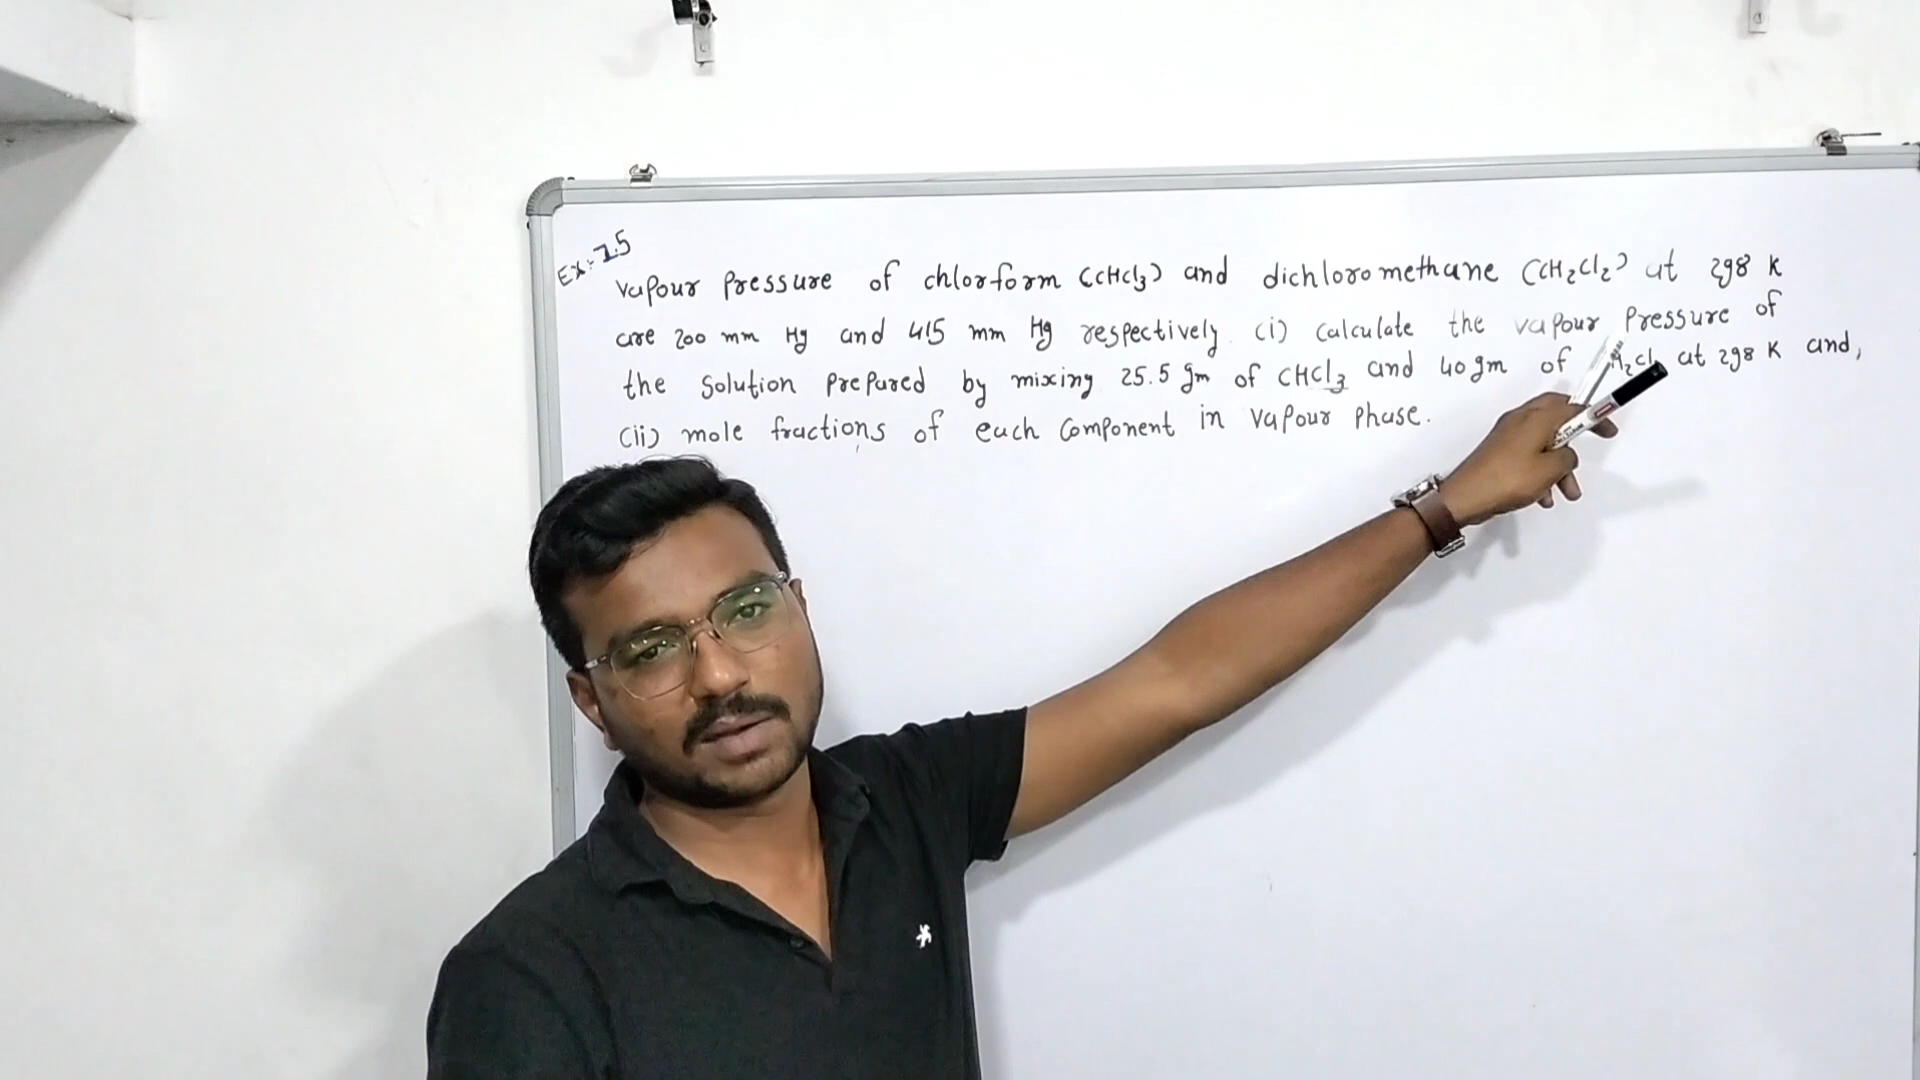 Ex:- 1.5
Vapour Pressure of chlorform (CHCl3) and dichloromethane (CH2Cl2) at 298 K
are 200 mm Hg and 415 mm Hg respectively. (i) Calculate the vapour Pressure of
the Solution Prepared by mixing 25.5 gm of CHCl3 and 40 gm of at 298 K and,
(ii) mole fractions of each Component in Vapour Phase.